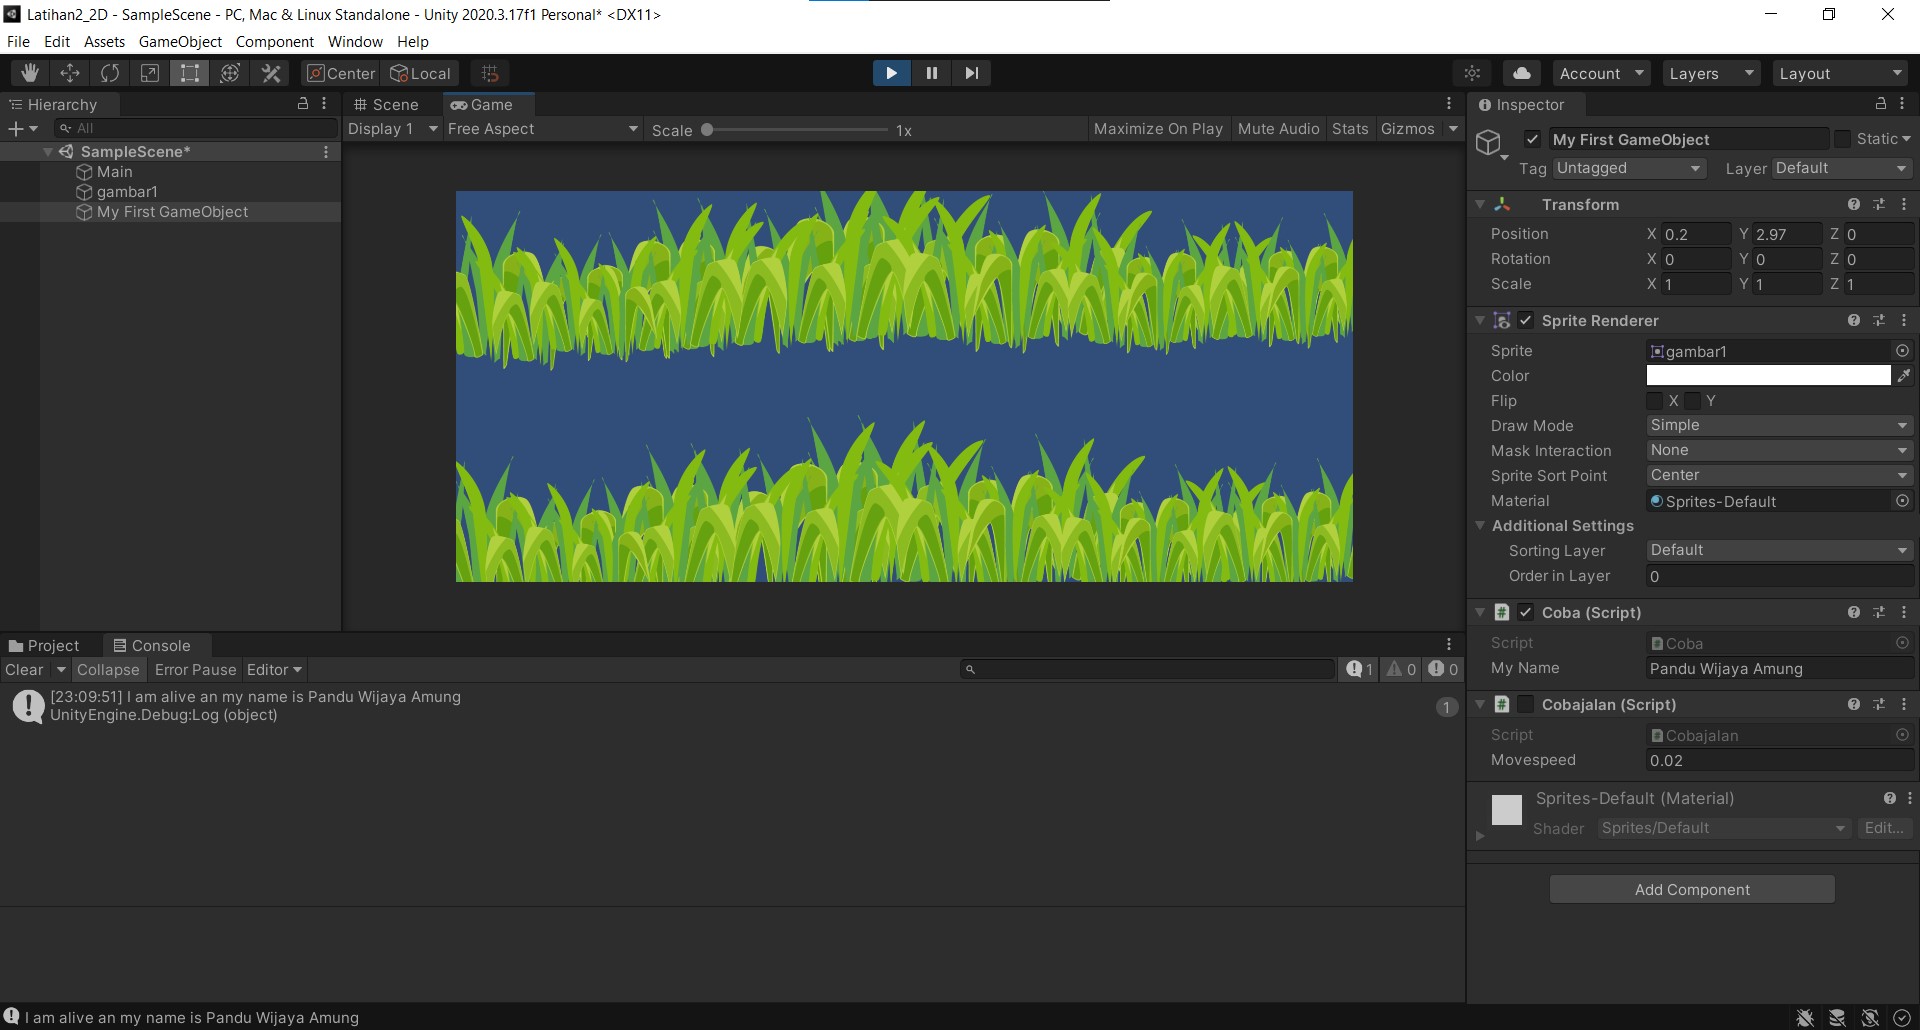 Latihan2_2D - SampleScene - PC, Mac & Linux Standalone - Unity 2020.3.17f1 Personal* <DX11>
File Edit Assets GameObject Component Window Help
Center Local Account Layers Layout
Hierarchy
All
SampleScene*
Main
gambar1
My First GameObject
Scene Game
Display 1 Free Aspect Scale 1x Maximize On Play Mute Audio Stats Gizmos
Inspector
My First GameObject Static
Tag Untagged Layer Default
Transform
Position X 0.2 Y 2.97 Z 0
Rotation X 0 Y 0 Z 0
Scale X 1 Y 1 Z 1
Sprite Renderer
Sprite gambar1
Color
Flip X Y
Draw Mode Simple
Mask Interaction None
Sprite Sort Point Center
Material Sprites-Default
Additional Settings
Sorting Layer Default
Order in Layer 0
Coba (Script)
Script Coba
My Name Pandu Wijaya Amung
Cobajalan (Script)
Script Cobajalan
Movespeed 0.02
Sprites-Default (Material)
Shader Sprites/Default Edit...
Add Component
Project Console
Clear Collapse Error Pause Editor 1 0 0
[23:09:51] I am alive an my name is Pandu Wijaya Amung
UnityEngine.Debug:Log (object)
1
I am alive an my name is Pandu Wijaya Amung